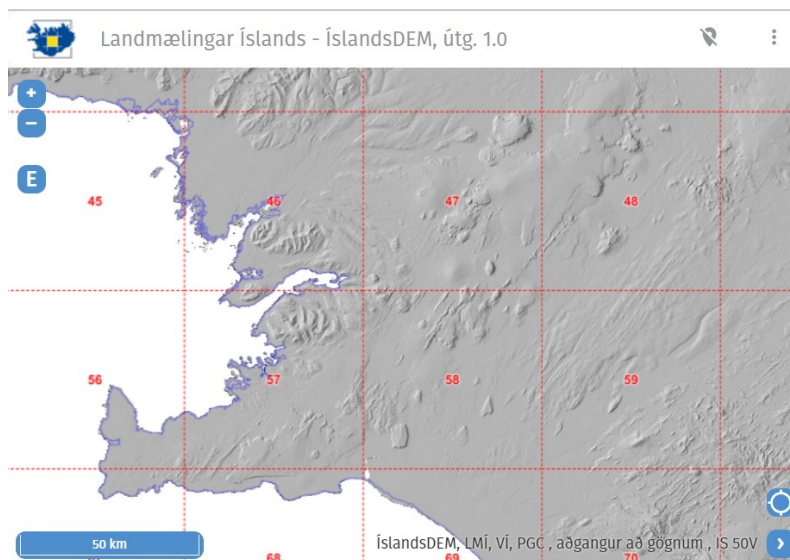 Landmælingar Íslands - ÍslandsDEM, útg. 1.0
+
−
E
45 46 47 48
56 57 58 59
68 69 70
50 km
ÍslandsDEM, LMÍ, VÍ, PGC , aðgangur að gögnum , IS 50V